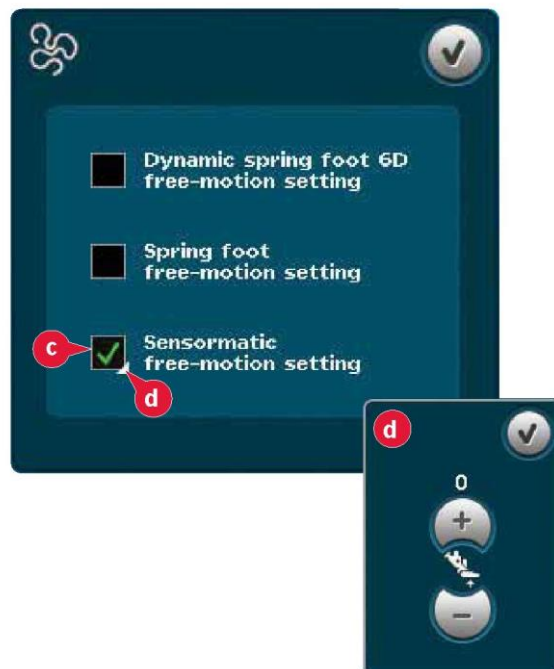 Dynamic spring foot 6D
free-motion setting
Spring foot
free-motion setting
c
Sensormatic
free-motion setting
d
d
0
+
−